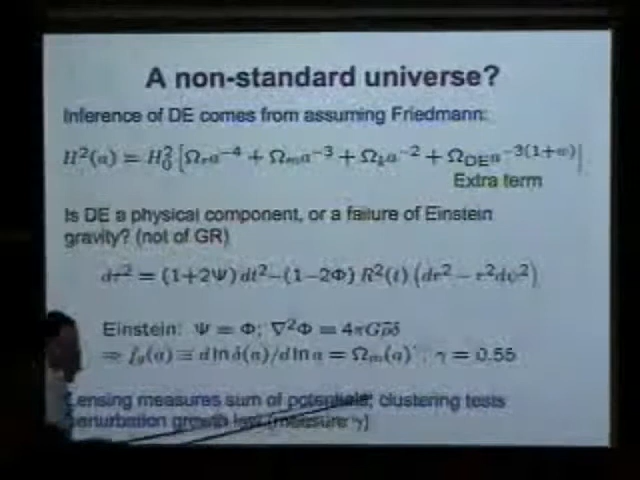 A non-standard universe?
Inference of DE comes from assuming Friedmann:
H²(a) = H₀² [Ωᵣa⁻⁴ + Ωₘa⁻³ + Ωₖa⁻² + Ω_DE a^−3(1+w)]
Extra term
Is DE a physical component, or a failure of Einstein
gravity? (not of GR)
dτ² = (1+2Ψ) dt² − (1−2Φ) R²(t) (dr² − r²dψ²)
Einstein: Ψ = Φ; ∇²Φ = 4πGρ̄δ
⇒ f_g(a) ≡ d ln δ(a)/d ln a = Ωₘ(a) ; γ = 0.55
Lensing measures sum of potentials; clustering tests
perturbation growth (measure γ)